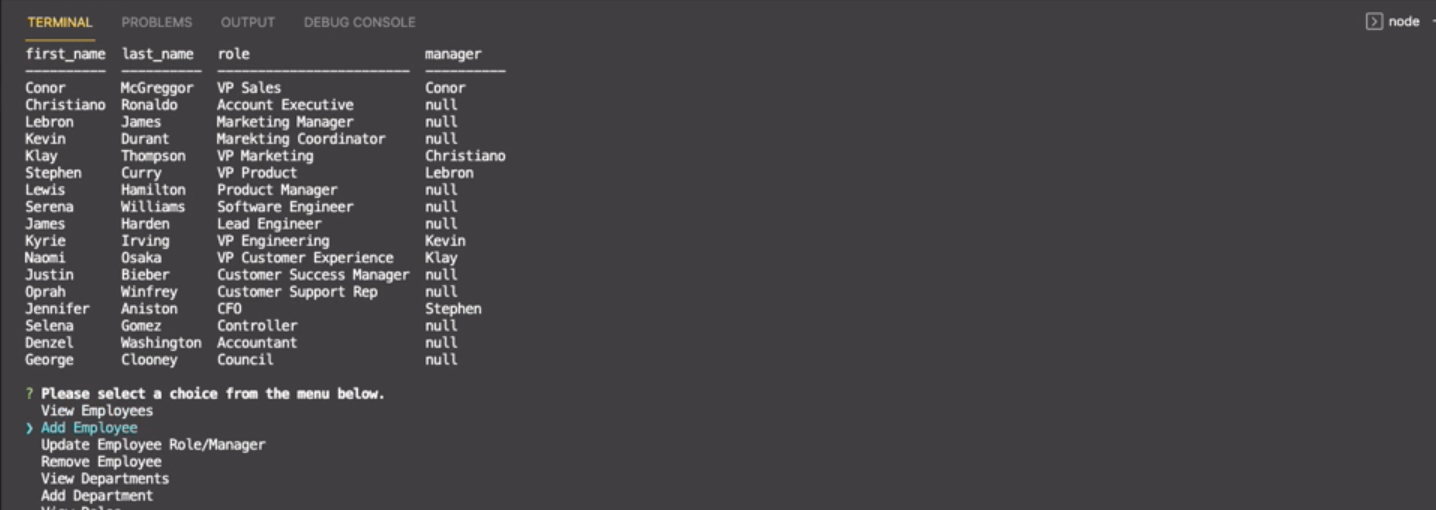 TERMINAL PROBLEMS OUTPUT DEBUG CONSOLE node
first_name last_name role manager
Conor McGreggor VP Sales Conor
Christiano Ronaldo Account Executive null
Lebron James Marketing Manager null
Kevin Durant Marekting Coordinator null
Klay Thompson VP Marketing Christiano
Stephen Curry VP Product Lebron
Lewis Hamilton Product Manager null
Serena Williams Software Engineer null
James Harden Lead Engineer null
Kyrie Irving VP Engineering Kevin
Naomi Osaka VP Customer Experience Klay
Justin Bieber Customer Success Manager null
Oprah Winfrey Customer Support Rep null
Jennifer Aniston CFO Stephen
Selena Gomez Controller null
Denzel Washington Accountant null
George Clooney Council null
? Please select a choice from the menu below.
View Employees
❯ Add Employee
Update Employee Role/Manager
Remove Employee
View Departments
Add Department